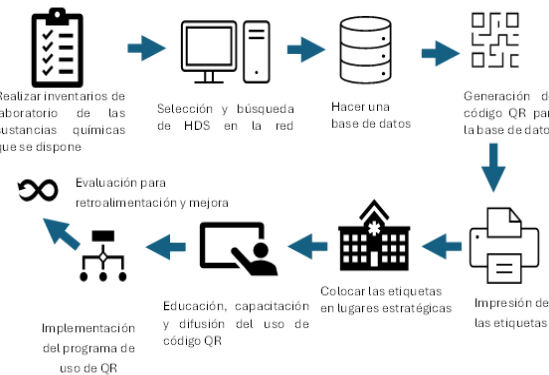 Realizar inventarios de
laboratorio de las
sustancias químicas
que se dispone
Selección y búsqueda
de HDS en la red
Hacer una
base de datos
Generación de
código QR para
la base de datos
Impresión de
las etiquetas
Colocar las etiquetas
en lugares estratégicas
Educación, capacitación
y difusión del uso de
código QR
Implementación
del programa de
uso de QR
Evaluación para
retroalimentación y mejora